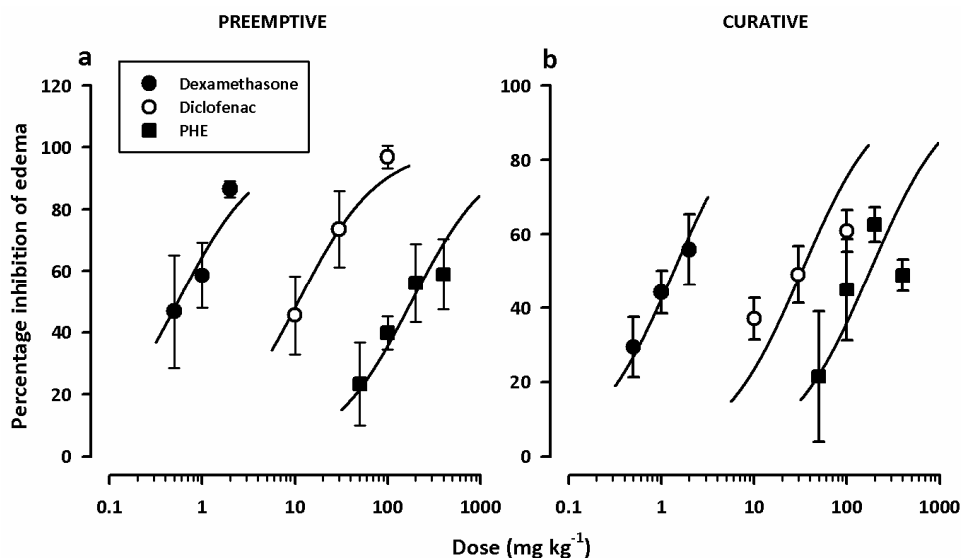 PREEMPTIVE
CURATIVE
a
b
Percentage inhibition of edema
120
100
80
60
40
20
0
Dexamethasone
Diclofenac
PHE
100
80
60
40
20
0
0.1 1 10 100 1000
0.1 1 10 100 1000
Dose (mg kg⁻¹)